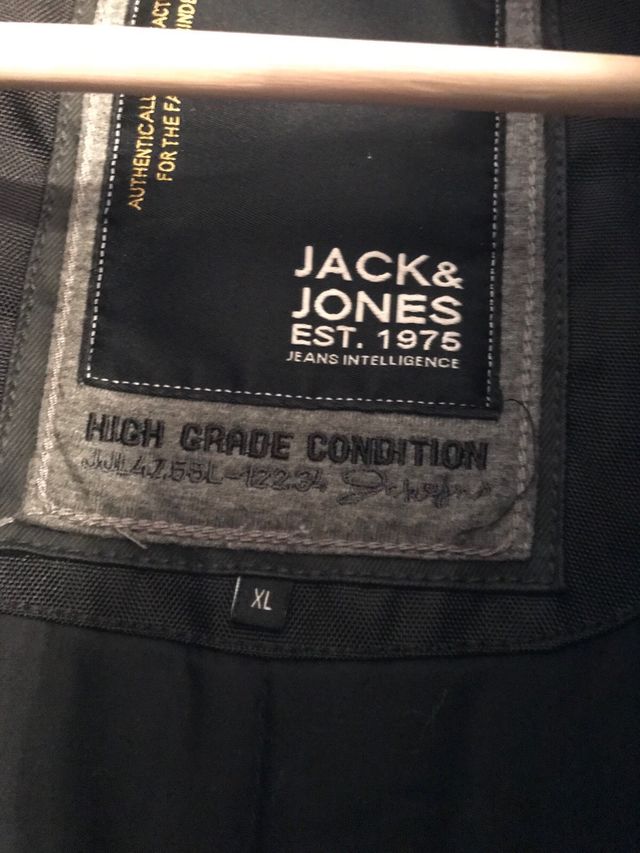 AUTHENTICALL
FOR THE FA
JACK&
JONES
EST. 1975
JEANS INTELLIGENCE
HIGH GRADE CONDITION
XL